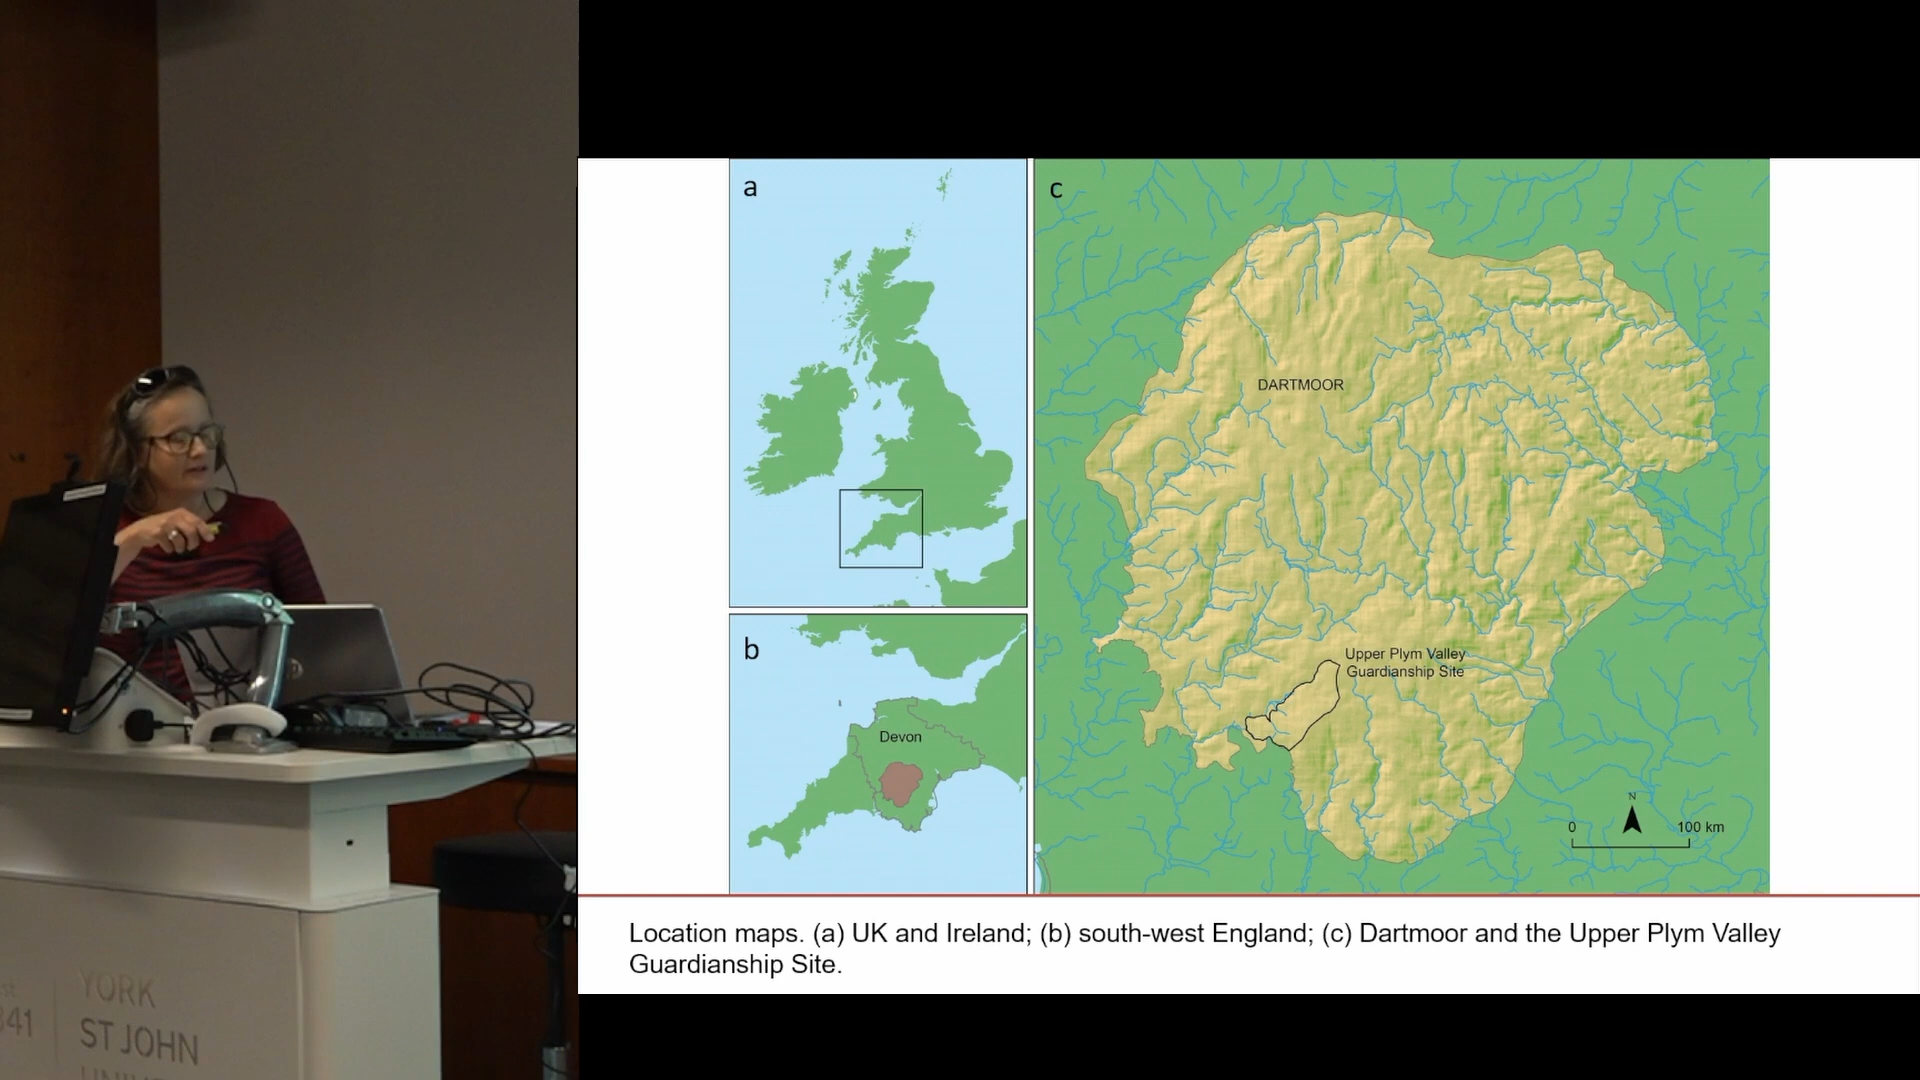 a
b
Devon
c
DARTMOOR
Upper Plym Valley
Guardianship Site
N
0 100 km
Location maps. (a) UK and Ireland; (b) south-west England; (c) Dartmoor and the Upper Plym Valley
Guardianship Site.
841
YORK
ST JOHN